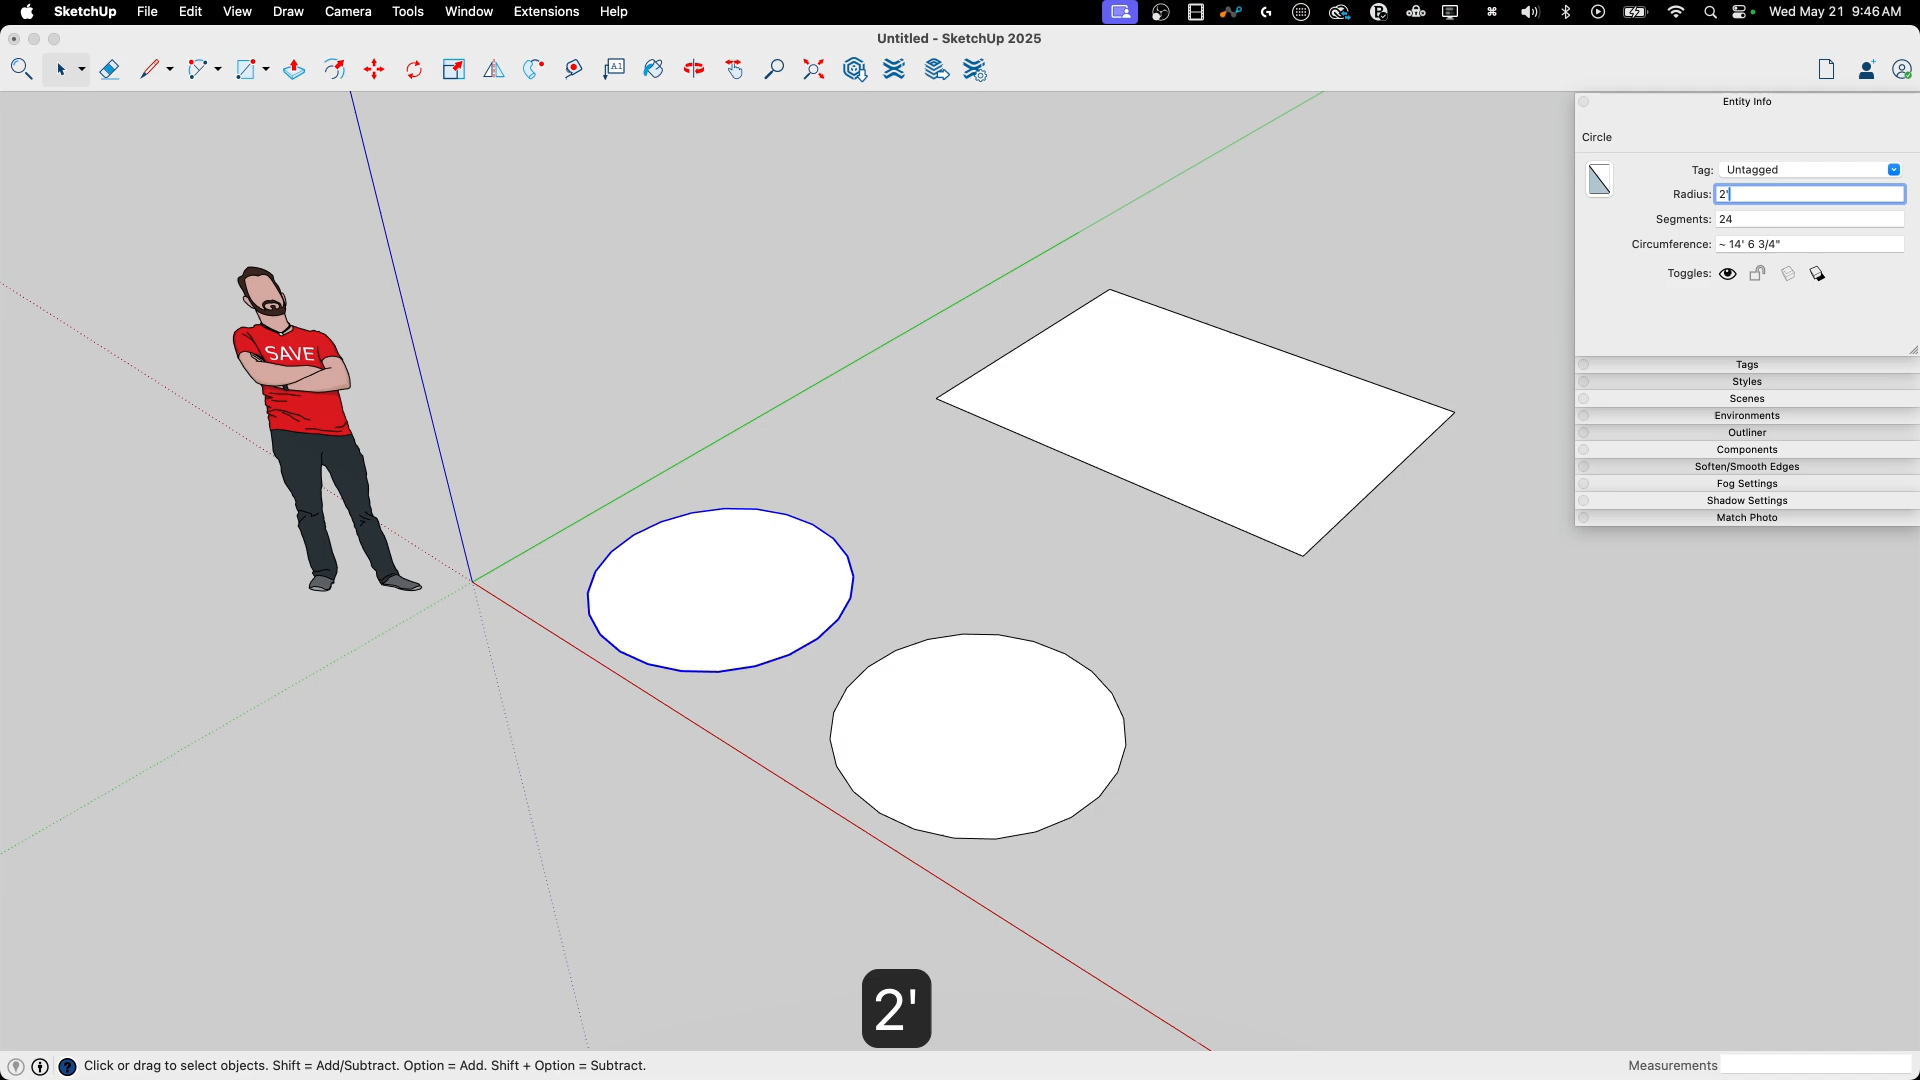 SketchUp File Edit View Draw Camera Tools Window Extensions Help Wed May 21 9:46 AM
Untitled - SketchUp 2025
A1
Entity Info
Circle
Tag: Untagged
Radius: 2'
Segments: 24
Circumference: ~ 14' 6 3/4"
Toggles:
Tags
Styles
Scenes
Environments
Outliner
Components
Soften/Smooth Edges
Fog Settings
Shadow Settings
Match Photo
SAVE
2'
Click or drag to select objects. Shift = Add/Subtract. Option = Add. Shift + Option = Subtract.
Measurements